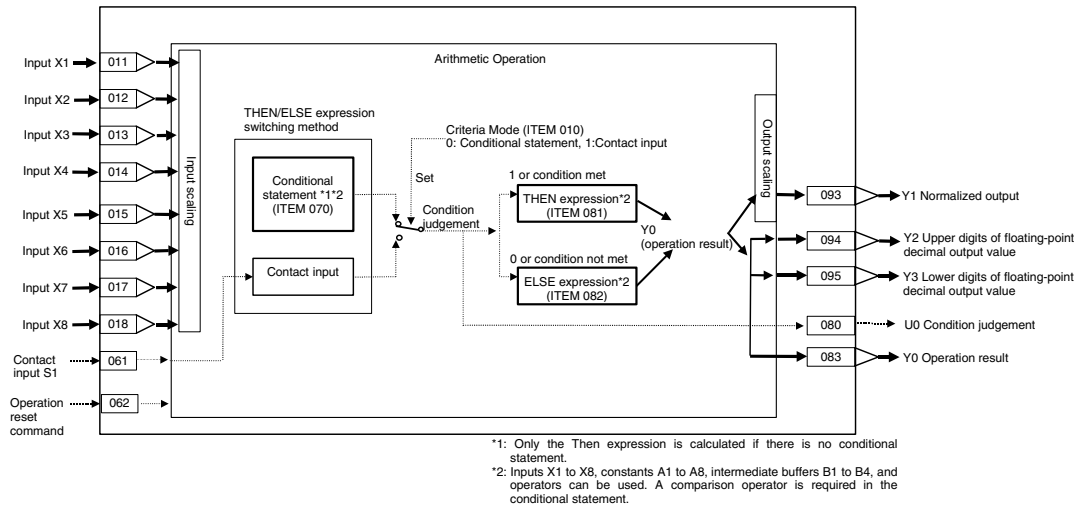 Arithmetic Operation
Input X1
011
Input X2
012
Input X3
013
Input X4
014
Input X5
015
Input X6
016
Input X7
017
Input X8
018
Contact
input S1
061
Operation
reset
command
062
Input scaling
THEN/ELSE expression
switching method
Conditional
statement *1*2
(ITEM 070)
Contact input
Criteria Mode (ITEM 010)
0: Conditional statement, 1:Contact input
Set
Condition
judgement
1 or condition met
THEN expression*2
(ITEM 081)
0 or condition not met
ELSE expression*2
(ITEM 082)
Y0
(operation result)
Output scaling
093
Y1 Normalized output
094
Y2 Upper digits of floating-point
decimal output value
095
Y3 Lower digits of floating-point
decimal output value
080
U0 Condition judgement
083
Y0 Operation result
*1: Only the Then expression is calculated if there is no conditional
statement.
*2: Inputs X1 to X8, constants A1 to A8, intermediate buffers B1 to B4, and
operators can be used. A comparison operator is required in the
conditional statement.